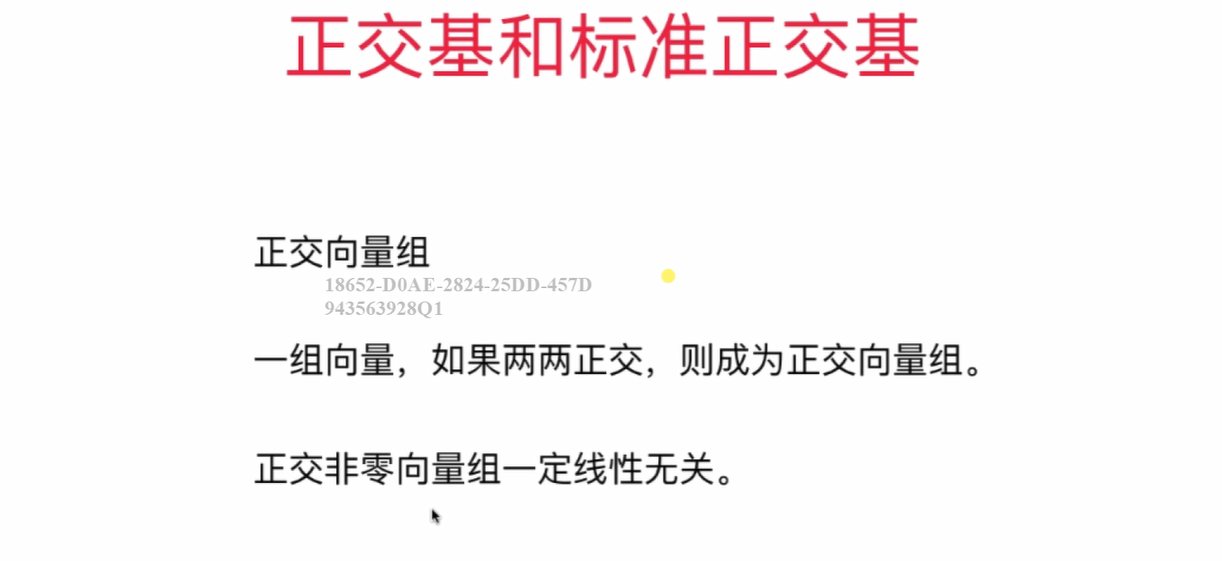 正交基和标准正交基
正交向量组
18652-D0AE-2824-25DD-457D
943563928Q1
一组向量，如果两两正交，则成为正交向量组。
正交非零向量组一定线性无关。